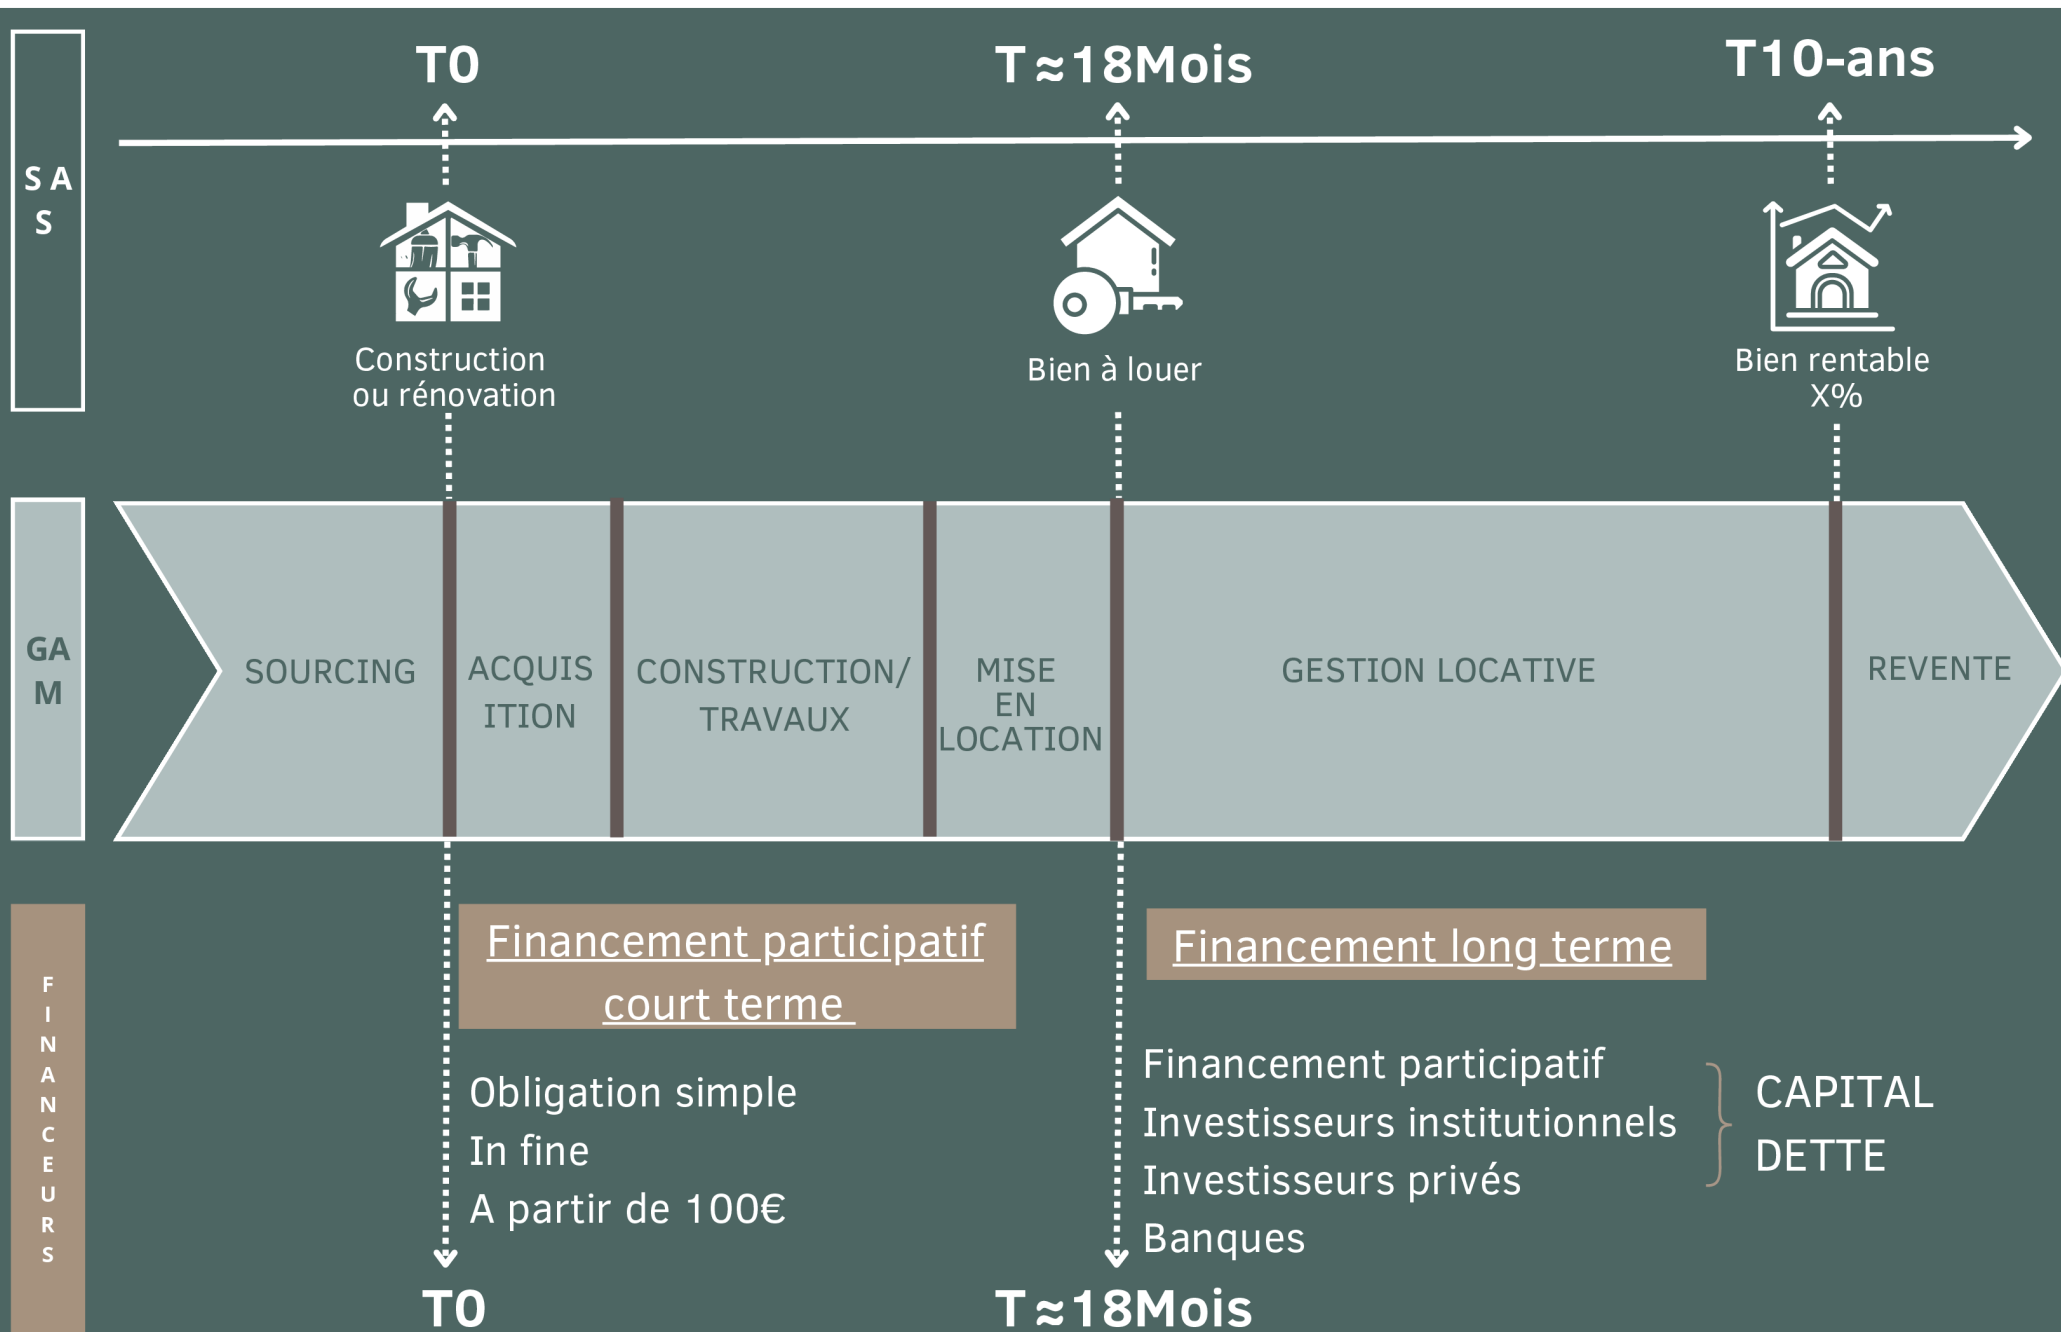 T0
T≈18Mois
T10-ans
S A
S
Construction
ou rénovation
Bien à louer
Bien rentable
X%
GA
M
SOURCING
ACQUIS
ITION
CONSTRUCTION/
TRAVAUX
MISE
EN
LOCATION
GESTION LOCATIVE
REVENTE
F
I
N
A
N
C
E
U
R
S
Financement participatif
court terme
Obligation simple
In fine
A partir de 100€
Financement long terme
Financement participatif
Investisseurs institutionnels
Investisseurs privés
Banques
CAPITAL
DETTE
T0
T≈18Mois